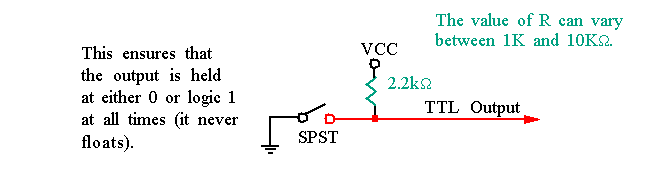 The value of R can vary
between 1K and 10KΩ.
This ensures that
the output is held
at either 0 or logic 1
at all times (it never
floats).
VCC
2.2kΩ
TTL Output
SPST